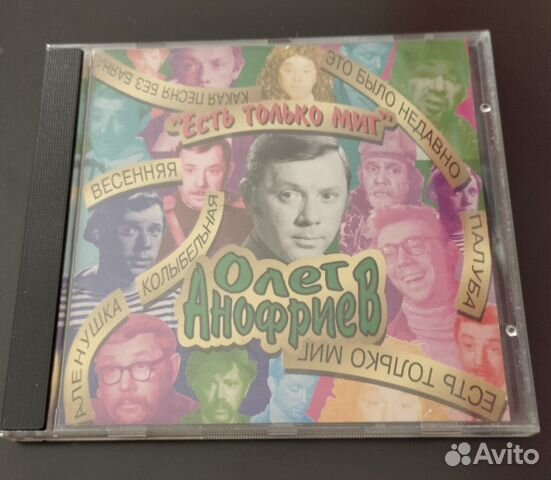 КАКАЯ ПЕСНЯ БЕЗ БАЯНА
ЭТО БЫЛО НЕДАВНО
"ЕСТЬ ТОЛЬКО МИГ"
ВЕСЕННЯЯ
КОЛЫБЕЛЬНАЯ
ПАЛУБА
АЛЕНУШКА
ОЛЕГ
АНОФРИЕВ
ЕСТЬ ТОЛЬКО МИГ
Avito